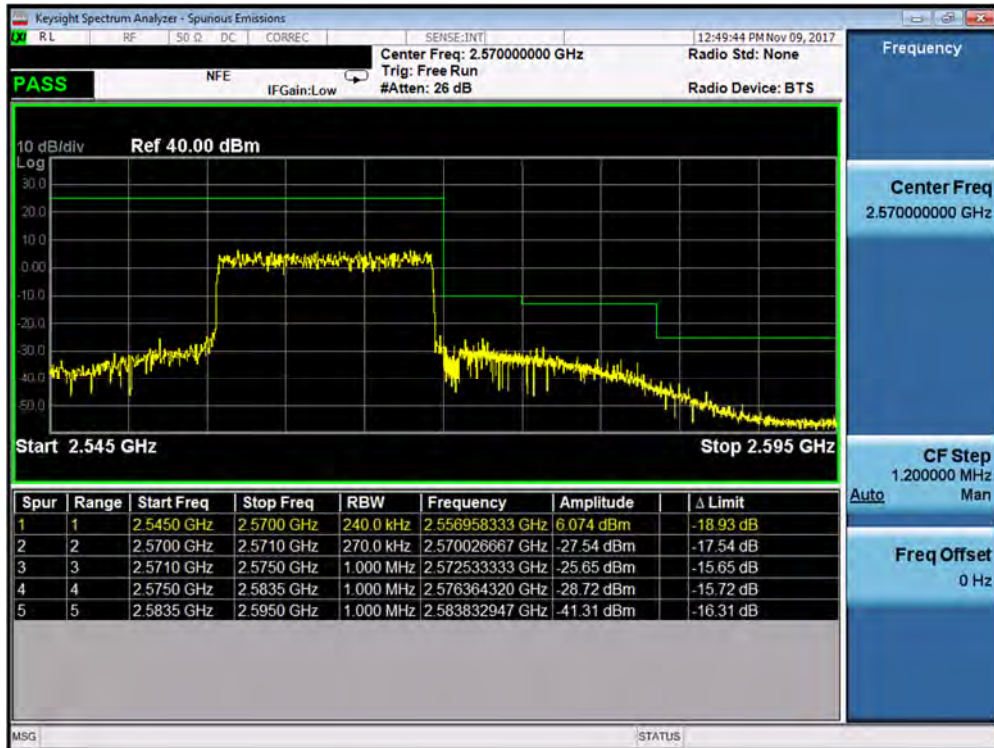 Keysight Spectrum Analyzer - Spurious Emissions
RL RF 50 Ω DC CORREC SENSE:INT 12:49:44 PM Nov 09, 2017
Center Freq: 2.570000000 GHz Radio Std: None
Trig: Free Run
NFE
PASS IFGain:Low #Atten: 26 dB Radio Device: BTS
Frequency
10 dB/div Ref 40.00 dBm
Log
30.0
20.0
10.0
0.00
-10.0
-20.0
-30.0
-40.0
-50.0
Start 2.545 GHz Stop 2.595 GHz
Center Freq
2.570000000 GHz
CF Step
1.200000 MHz
Auto Man
Freq Offset
0 Hz
Spur Range Start Freq Stop Freq RBW Frequency Amplitude Δ Limit
1 1 2.5450 GHz 2.5700 GHz 240.0 kHz 2.556958333 GHz 6.074 dBm -18.93 dB
2 2 2.5700 GHz 2.5710 GHz 270.0 kHz 2.570026667 GHz -27.54 dBm -17.54 dB
3 3 2.5710 GHz 2.5750 GHz 1.000 MHz 2.572533333 GHz -25.65 dBm -15.65 dB
4 4 2.5750 GHz 2.5835 GHz 1.000 MHz 2.576364320 GHz -28.72 dBm -15.72 dB
5 5 2.5835 GHz 2.5950 GHz 1.000 MHz 2.583832947 GHz -41.31 dBm -16.31 dB
MSG STATUS